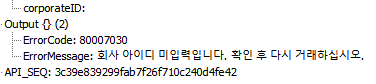 corporateID:
Output {} (2)
ErrorCode: 80007030
ErrorMessage: 회사 아이디 미입력입니다. 확인 후 다시 거래하십시오.
API_SEQ: 3c39e839299fab7f26f710c240d4fe42